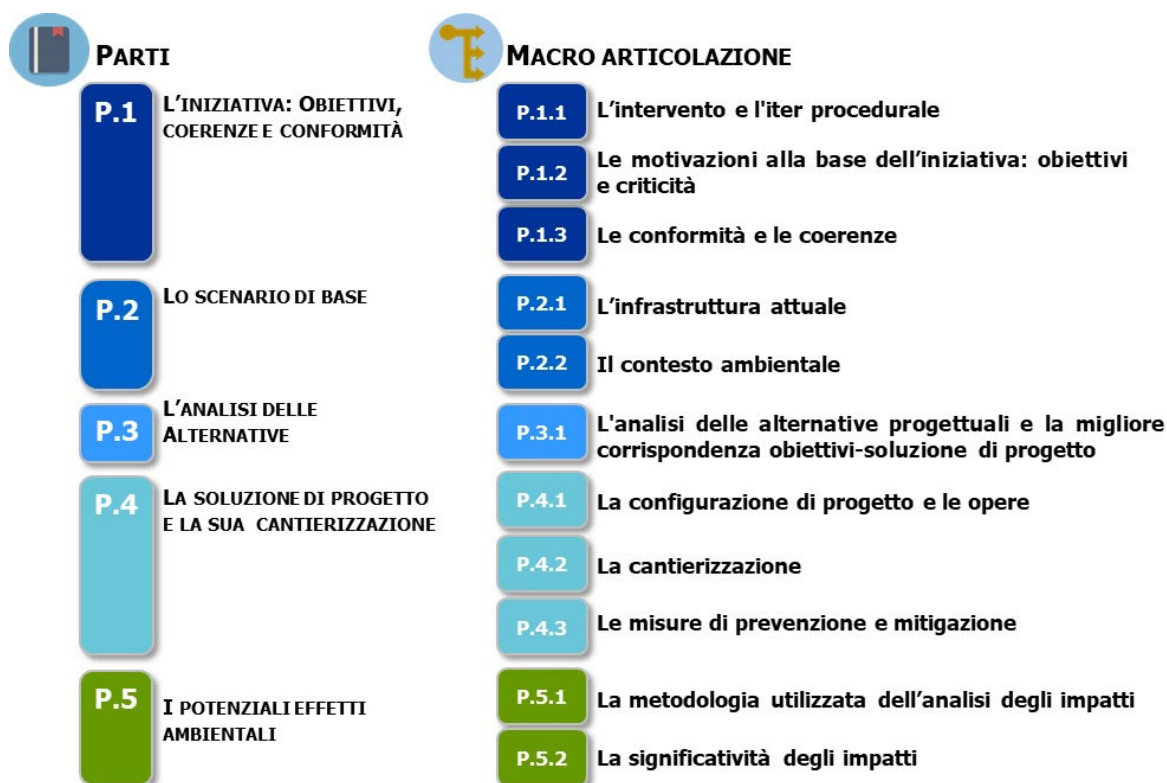 PARTI
MACRO ARTICOLAZIONE
P.1
L’INIZIATIVA: OBIETTIVI,
COERENZE E CONFORMITÀ
P.1.1
L’intervento e l'iter procedurale
P.1.2
Le motivazioni alla base dell’iniziativa: obiettivi
e criticità
P.1.3
Le conformità e le coerenze
P.2
LO SCENARIO DI BASE
P.2.1
L’infrastruttura attuale
P.2.2
Il contesto ambientale
P.3
L’ANALISI DELLE
ALTERNATIVE
P.3.1
L'analisi delle alternative progettuali e la migliore
corrispondenza obiettivi-soluzione di progetto
P.4
LA SOLUZIONE DI PROGETTO
E LA SUA CANTIERIZZAZIONE
P.4.1
La configurazione di progetto e le opere
P.4.2
La cantierizzazione
P.4.3
Le misure di prevenzione e mitigazione
P.5
I POTENZIALI EFFETTI
AMBIENTALI
P.5.1
La metodologia utilizzata dell’analisi degli impatti
P.5.2
La significatività degli impatti